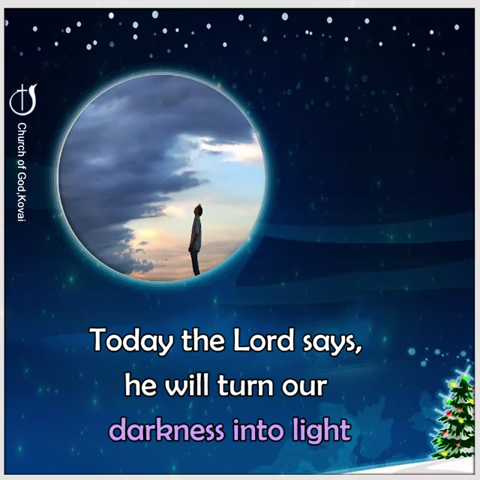 Church of God,Kovai
Today the Lord says,
he will turn our
darkness into light